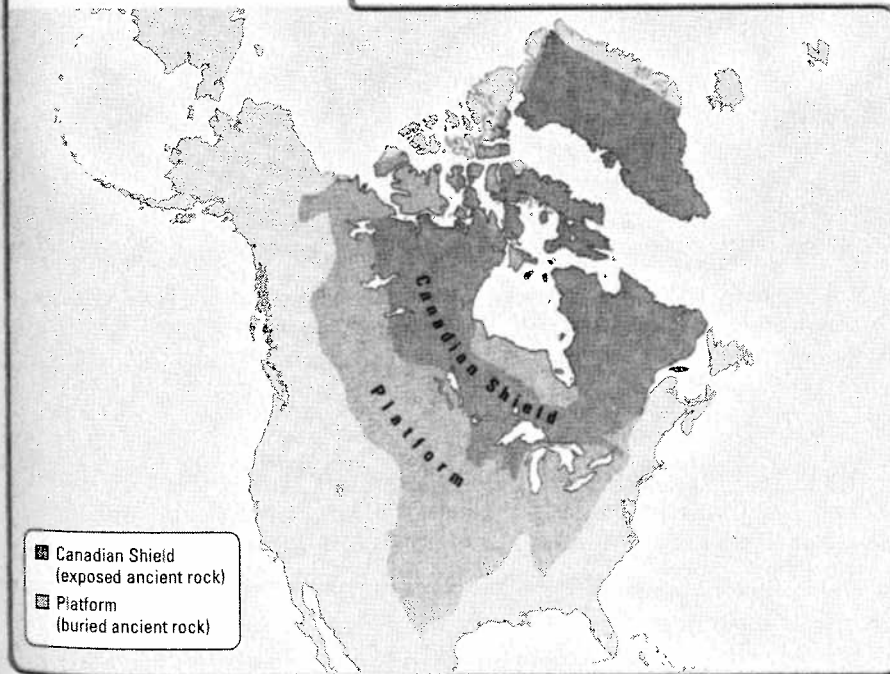 Canadian Shield
Platform
Canadian Shield
(exposed ancient rock)
Platform
(buried ancient rock)